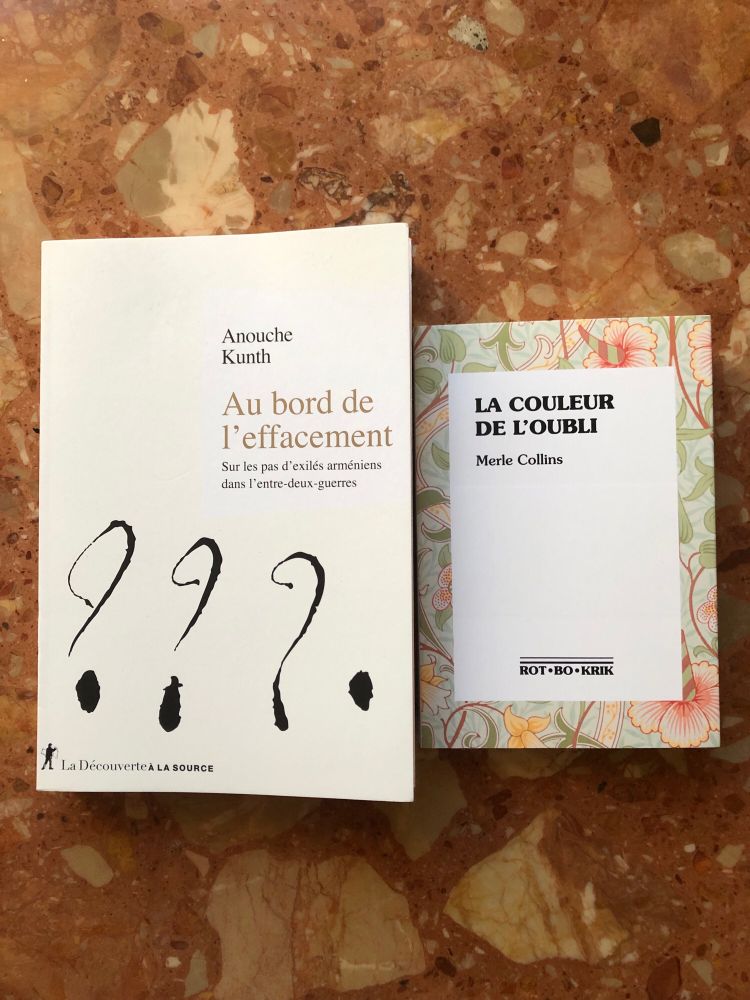 Anouche
Kunth
Au bord de
l'effacement
Sur les pas d'exilés arméniens
dans l'entre-deux-guerres
???.
La Découverte À LA SOURCE
LA COULEUR
DE L'OUBLI
Merle Collins
ROT•BO•KRIK